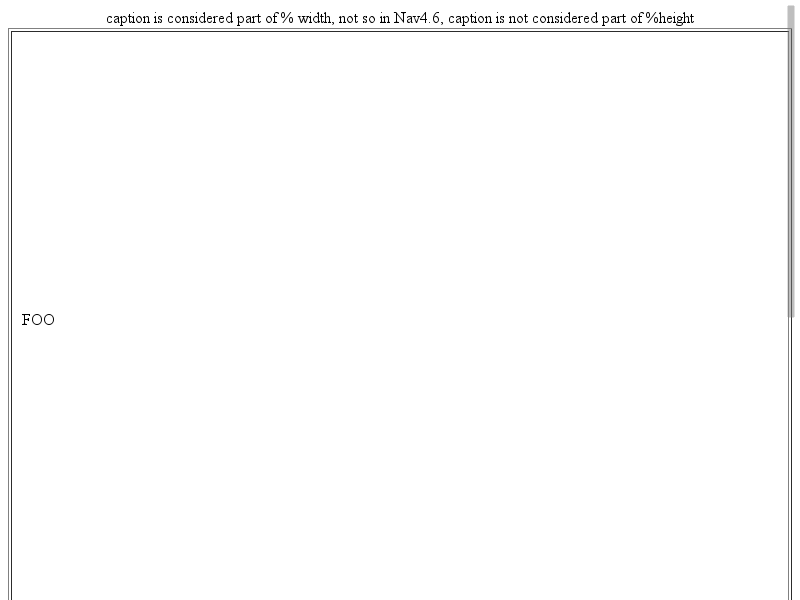 caption is considered part of % width, not so in Nav4.6, caption is not considered part of %height
FOO